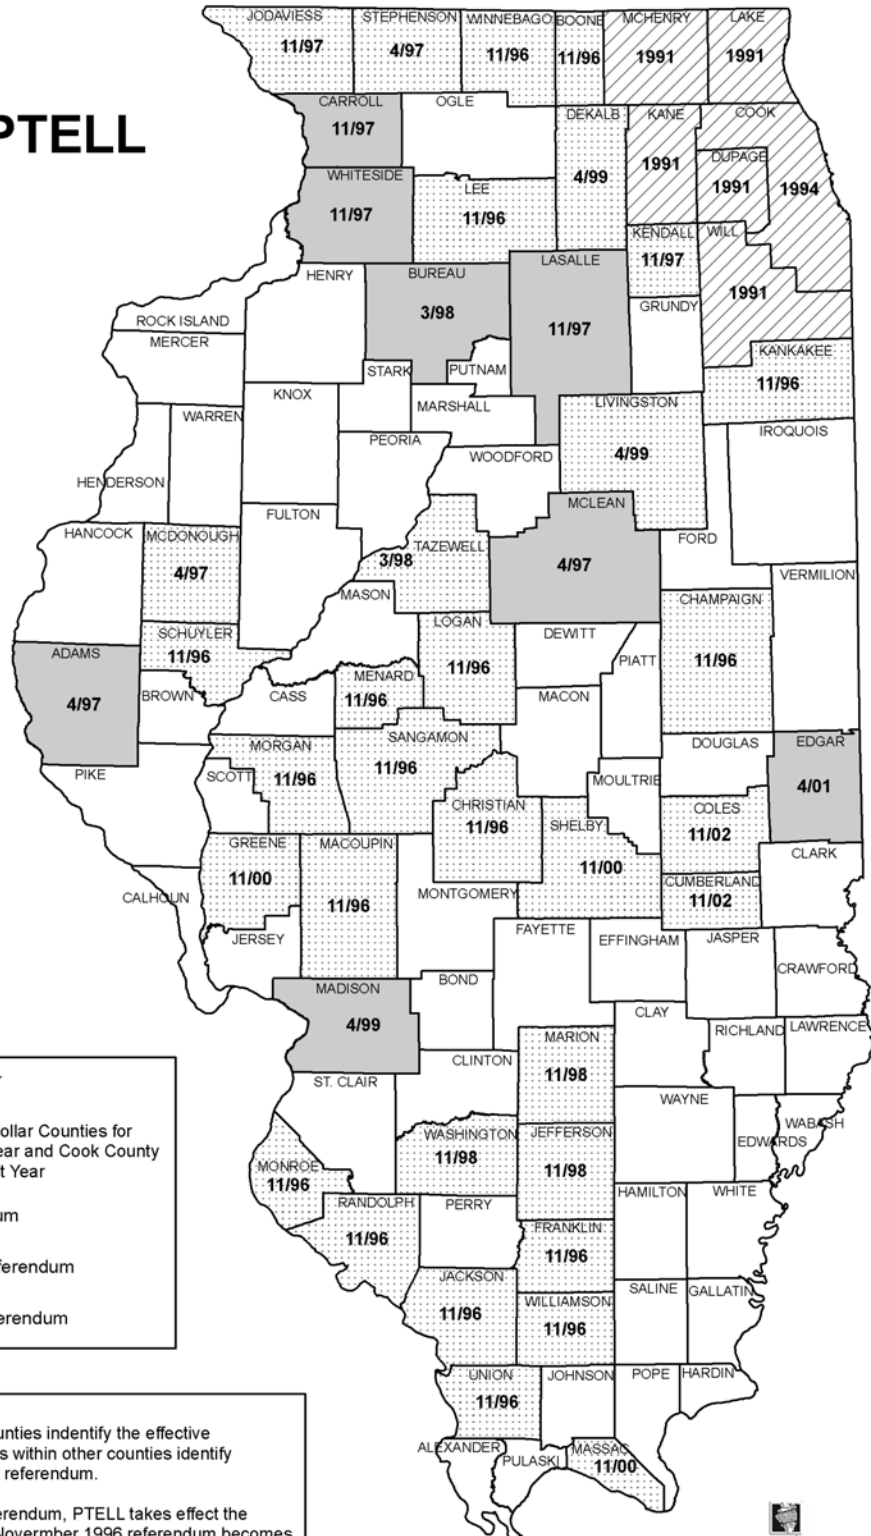 PTELL
JODAVIESS
11/97
STEPHENSON
4/97
WINNEBAGO
11/96
BOONE
11/96
MCHENRY
1991
LAKE
1991
CARROLL
11/97
OGLE
DEKALB
4/99
KANE
1991
COOK
1994
DUPAGE
1991
WHITESIDE
11/97
LEE
11/96
KENDALL
11/97
WILL
1991
HENRY
BUREAU
3/98
LASALLE
11/97
GRUNDY
ROCK ISLAND
MERCER
STARK
PUTNAM
KANKAKEE
11/96
KNOX
MARSHALL
LIVINGSTON
4/99
WARREN
PEORIA
IROQUOIS
HENDERSON
WOODFORD
FULTON
MCLEAN
4/97
FORD
HANCOCK
MCDONOUGH
4/97
TAZEWELL
3/98
VERMILION
MASON
CHAMPAIGN
11/96
SCHUYLER
11/96
LOGAN
11/96
DEWITT
ADAMS
4/97
PIATT
BROWN
CASS
MENARD
11/96
MACON
MORGAN
11/96
SANGAMON
11/96
DOUGLAS
EDGAR
4/01
PIKE
SCOTT
MOULTRIE
CHRISTIAN
11/96
SHELBY
11/00
COLES
11/02
GREENE
11/00
MACOUPIN
11/96
CLARK
CUMBERLAND
11/02
CALHOUN
MONTGOMERY
JERSEY
FAYETTE
EFFINGHAM
JASPER
CRAWFORD
MADISON
4/99
BOND
CLAY
RICHLAND
LAWRENCE
MARION
11/98
CLINTON
ST. CLAIR
WAYNE
EDWARDS
WABASH
WASHINGTON
11/98
JEFFERSON
11/98
MONROE
11/96
RANDOLPH
11/96
PERRY
HAMILTON
WHITE
FRANKLIN
11/96
JACKSON
11/96
SALINE
GALLATIN
WILLIAMSON
11/96
UNION
11/96
JOHNSON
POPE
HARDIN
ALEXANDER
PULASKI
MASSAC
11/00
ollar Counties for
ear and Cook County
t Year
um
ferendum
erendum
unties indentify the effective
s within other counties identify
referendum.
erendum, PTELL takes effect the
Novermber 1996 referendum becomes